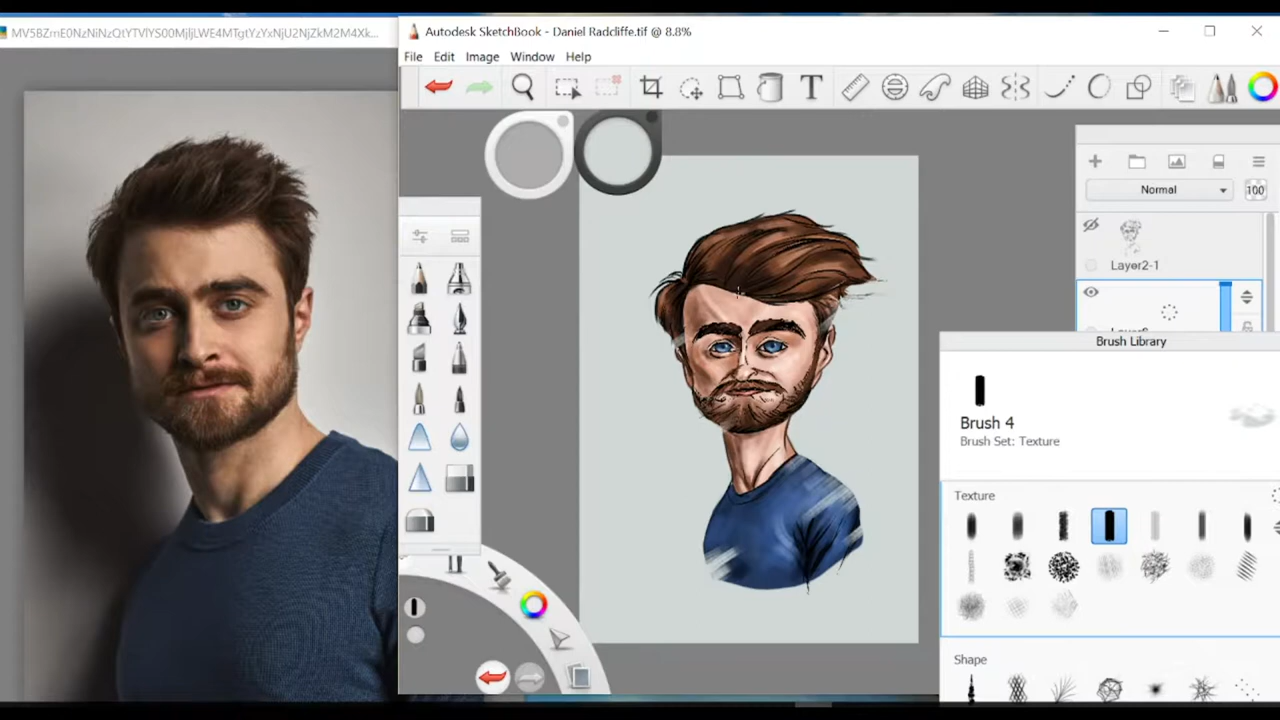 MV5BZmE0NzNiNzQtYTVlYS00MjljLWE4MTgtYzYxNjU2NjZkM2M4Xk...
Autodesk SketchBook - Daniel Radcliffe.tif @ 8.8%
File Edit Image Window Help
T
Normal
100
Layer2-1
Brush Library
Brush 4
Brush Set: Texture
Texture
Shape